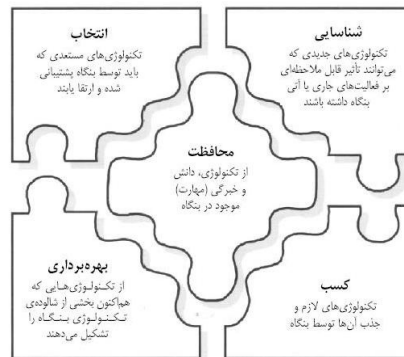 شناسایی
تکنولوژی‌های جدیدی که
می‌توانند تأثیر قابل ملاحظه‌ای
بر فعالیت‌های جاری یا آتی
بنگاه داشته باشند
انتخاب
تکنولوژی‌های مستعدی که
باید توسط بنگاه پشتیبانی
شده و ارتقا یابند
محافظت
از تکنولوژی، دانش
و خبرگی (مهارت)
موجود در بنگاه
کسب
تکنولوژی‌های لازم و
جذب آن‌ها توسط بنگاه
بهره‌برداری
از تکنولوژی‌هایی که
هم‌اکنون بخشی از شالوده‌ی
تکنولوژی بنگاه را
تشکیل می‌دهند